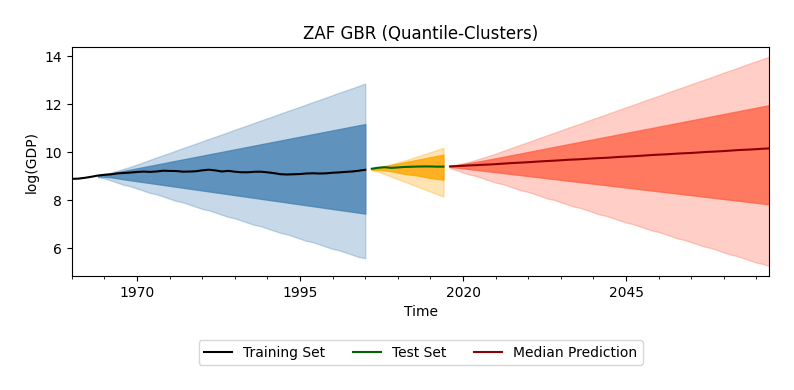 ZAF GBR (Quantile-Clusters)
log(GDP)
14
12
10
8
6
1970 1995 2020 2045
Time
Training Set Test Set Median Prediction